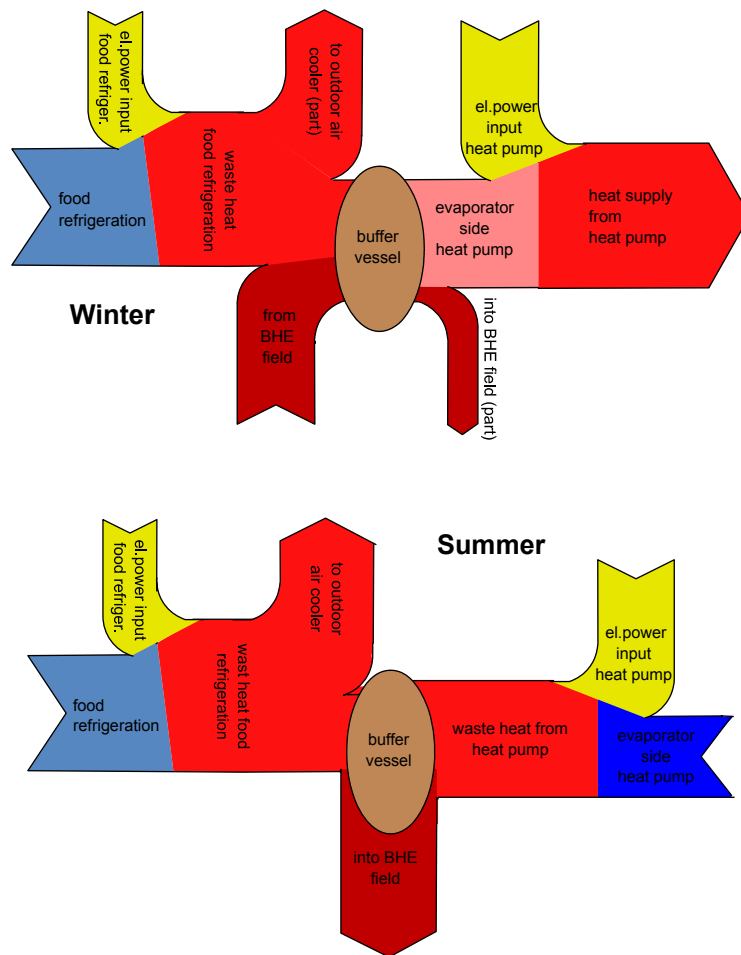 el.power input
food refriger.
to outdoor air
cooler (part)
el.power
input
heat pump
food
refrigeration
waste heat
food refrigeration
buffer
vessel
evaporator
side
heat pump
heat supply
from
heat pump
Winter
from
BHE
field
into BHE
field (part)
Summer
el.power input
food refriger.
to outdoor
air cooler
el.power
input
heat pump
food
refrigeration
wast heat food
refrigeration
buffer
vessel
waste heat from
heat pump
evaporator
side
heat pump
into BHE
field